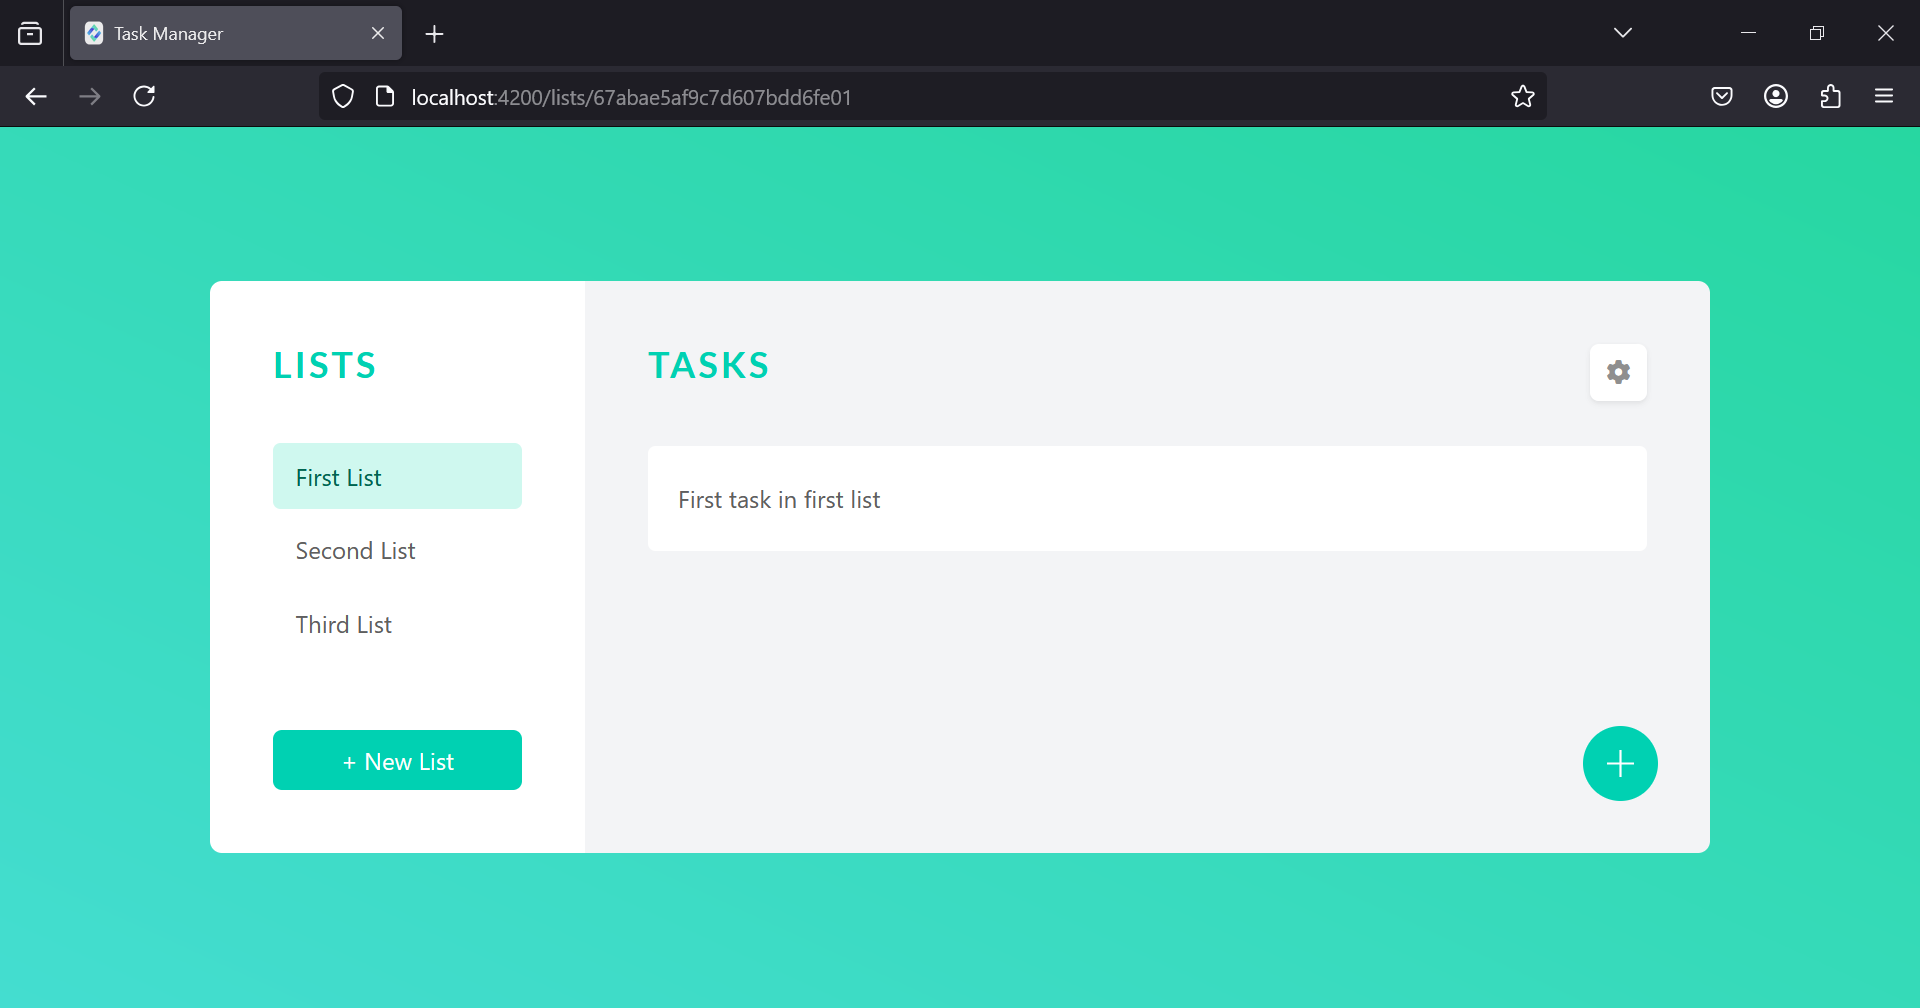 Task Manager
localhost:4200/lists/67abae5af9c7d607bdd6fe01
LISTS
First List
Second List
Third List
+ New List
TASKS
First task in first list